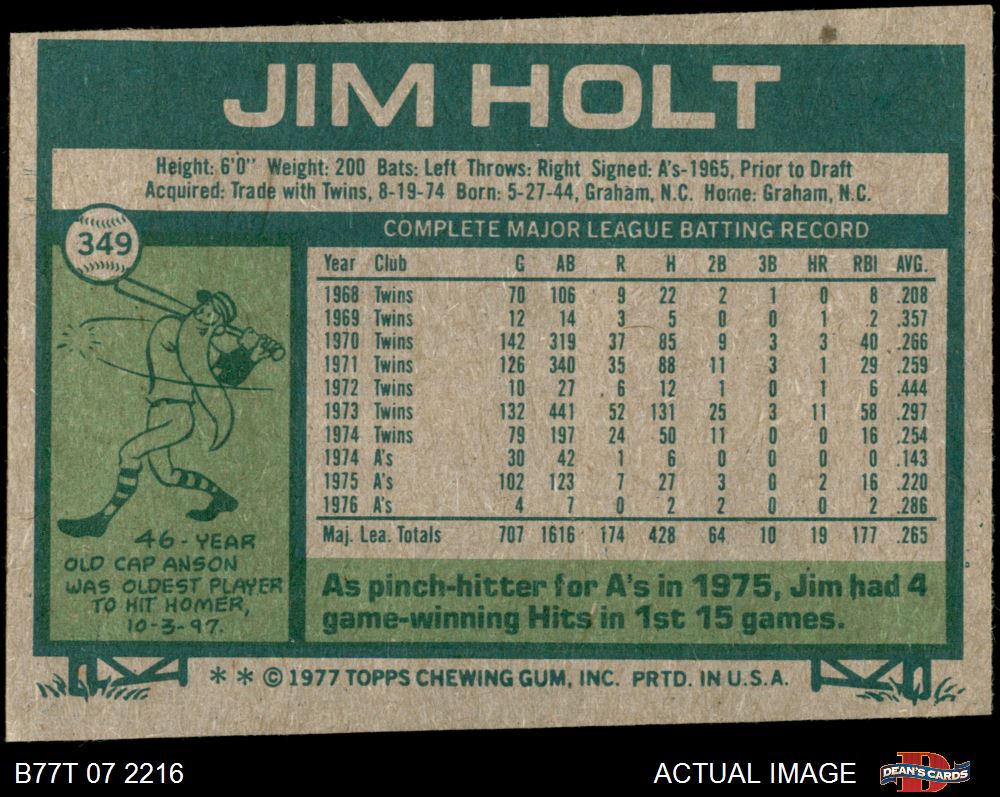 JIM HOLT
Height: 6'0" Weight: 200 Bats: Left Throws: Right Signed: A's-1965, Prior to Draft
Acquired: Trade with Twins, 8-19-74 Born: 5-27-44, Graham, N.C. Home: Graham, N.C.
349
COMPLETE MAJOR LEAGUE BATTING RECORD
Year Club G AB R H 2B 3B HR RBI AVG.
1968 Twins 70 106 9 22 2 1 0 8 .208
1969 Twins 12 14 3 5 0 0 1 2 .357
1970 Twins 142 319 37 85 9 3 3 40 .266
1971 Twins 126 340 35 88 11 3 1 29 .259
1972 Twins 10 27 6 12 1 0 1 6 .444
1973 Twins 132 441 52 131 25 3 11 58 .297
1974 Twins 79 197 24 50 11 0 0 16 .254
1974 A's 30 42 1 6 0 0 0 0 .143
1975 A's 102 123 7 27 3 0 2 16 .220
1976 A's 4 7 0 2 2 0 0 2 .286
Maj. Lea. Totals 707 1616 174 428 64 10 19 177 .265
46-YEAR
OLD CAP ANSON
WAS OLDEST PLAYER
TO HIT HOMER,
10-3-97.
As pinch-hitter for A's in 1975, Jim had 4
game-winning Hits in 1st 15 games.
* * © 1977 TOPPS CHEWING GUM, INC. PRTD. IN U.S.A.
B77T 07 2216
ACTUAL IMAGE
DEAN'S CARDS